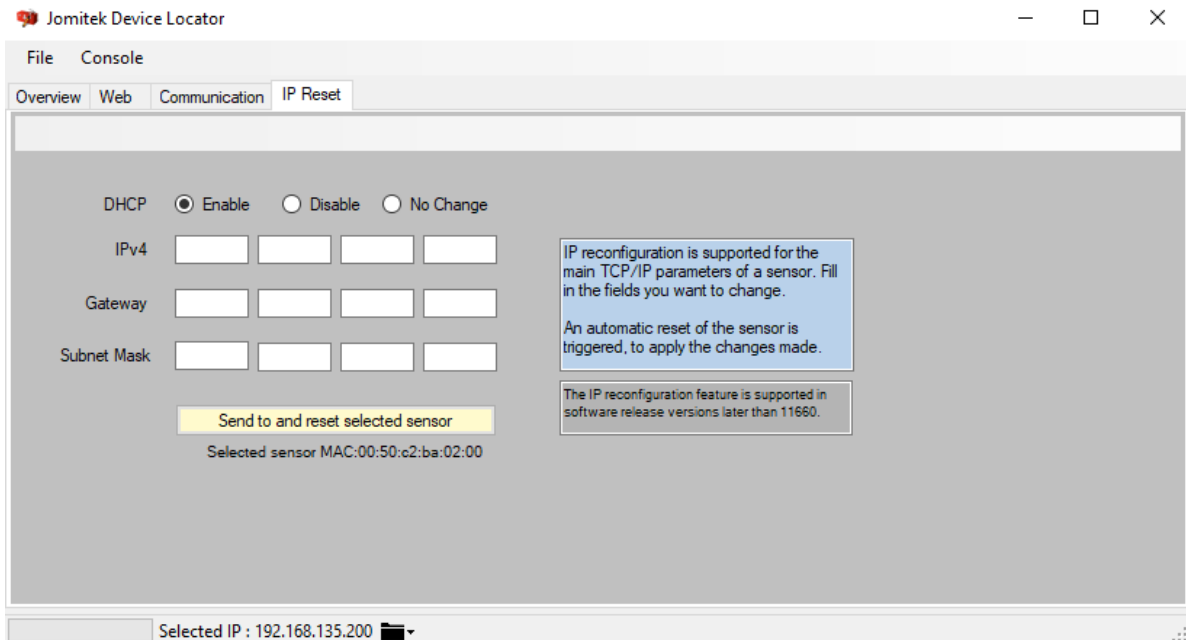 Jomitek Device Locator
File Console
Overview Web Communication IP Reset
DHCP Enable Disable No Change
IPv4
Gateway
Subnet Mask
IP reconfiguration is supported for the
main TCP/IP parameters of a sensor. Fill
in the fields you want to change.
An automatic reset of the sensor is
triggered, to apply the changes made.
The IP reconfiguration feature is supported in
software release versions later than 11660.
Send to and reset selected sensor
Selected sensor MAC:00:50:c2:ba:02:00
Selected IP : 192.168.135.200